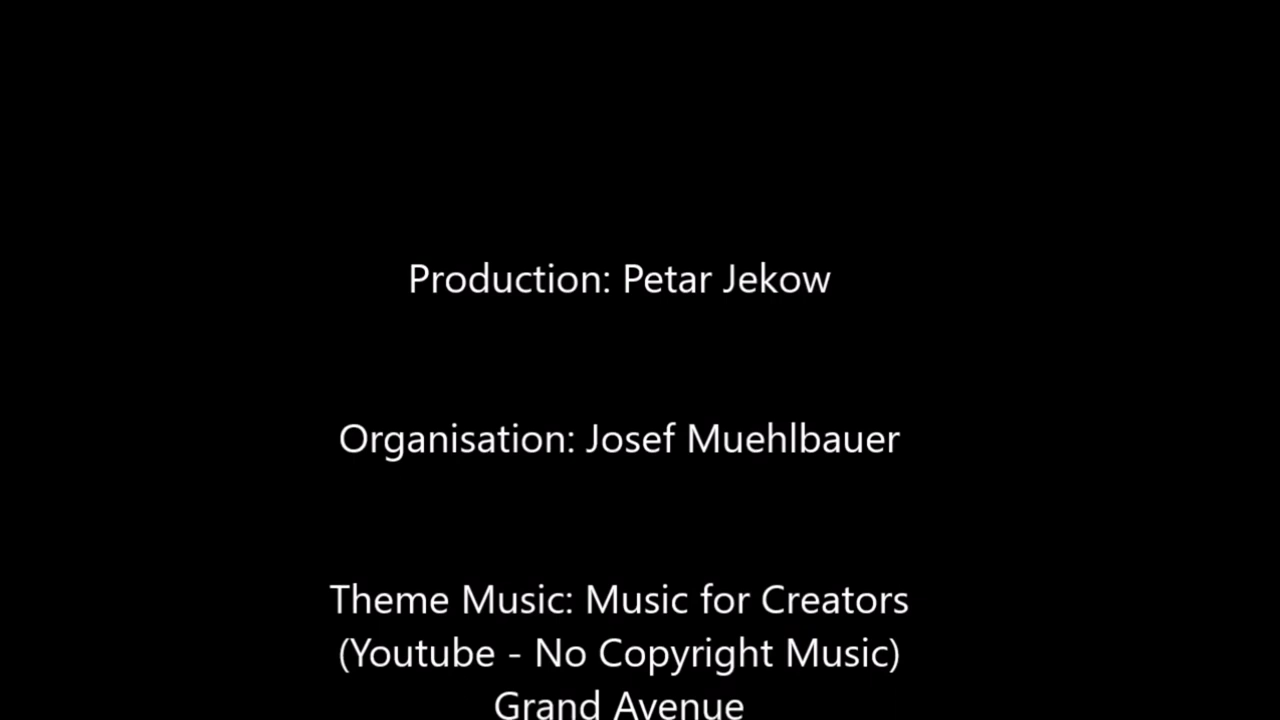 Production: Petar Jekow
Organisation: Josef Muehlbauer
Theme Music: Music for Creators
(Youtube - No Copyright Music)
Grand Avenue